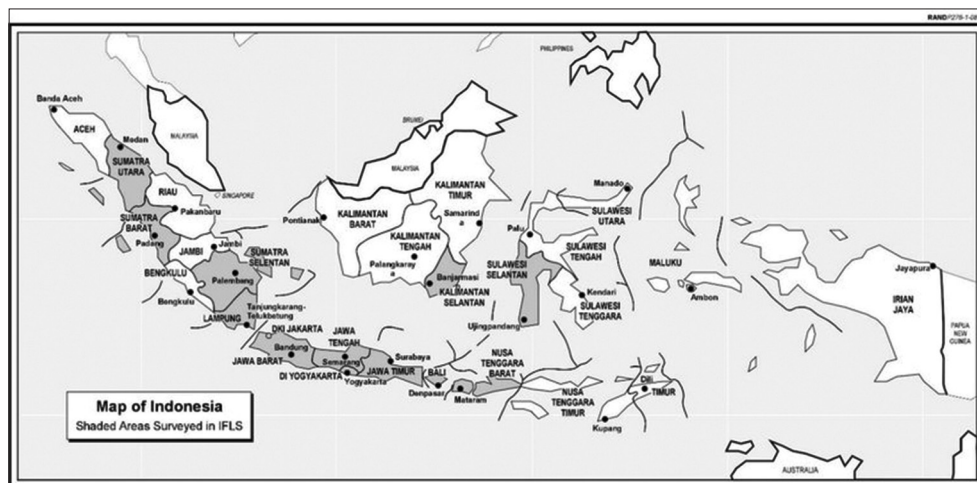 RANDP278-1-08
PHILIPPINES
Banda Aceh
ACEH
Medan
MALAYSIA
SUMATRA
UTARA
BRUNEI
MALAYSIA
SINGAPORE
RIAU
Pakanbaru
KALIMANTAN
TIMUR
Manado
SUMATRA
BARAT
Padang
Pontianak
KALIMANTAN
BARAT
Samarind
a
SULAWESI
UTARA
JAMBI
Jambi
SUMATRA
SELENTAN
KALIMANTAN
TENGAH
Palangkaray
a
Palu
SULAWESI
TENGAH
MALUKU
Jayapura
BENGKULU
Bengkulu
Palembang
Banjarmasi
n
KALIMANTAN
SELANTAN
SULAWESI
SELANTAN
Kendari
SULAWESI
TENGGARA
Ambon
IRIAN
JAYA
PAPUA
NEW
GUINEA
LAMPUNG
Tanjungkarang-
Telukbetung
Ujingpandang
DKI JAKARTA
JAWA
TENGAH
Bandung
Semarang
Surabaya
JAWA BARAT
JAWA TIMUR
DI YOGYAKARTA
Yogyakarta
BALI
Denpasar
NUSA
TENGGARA
BARAT
Mataram
NUSA
TENGGARA
TIMUR
Dili
TIMUR
Kupang
Map of Indonesia
Shaded Areas Surveyed in IFLS
AUSTRALIA